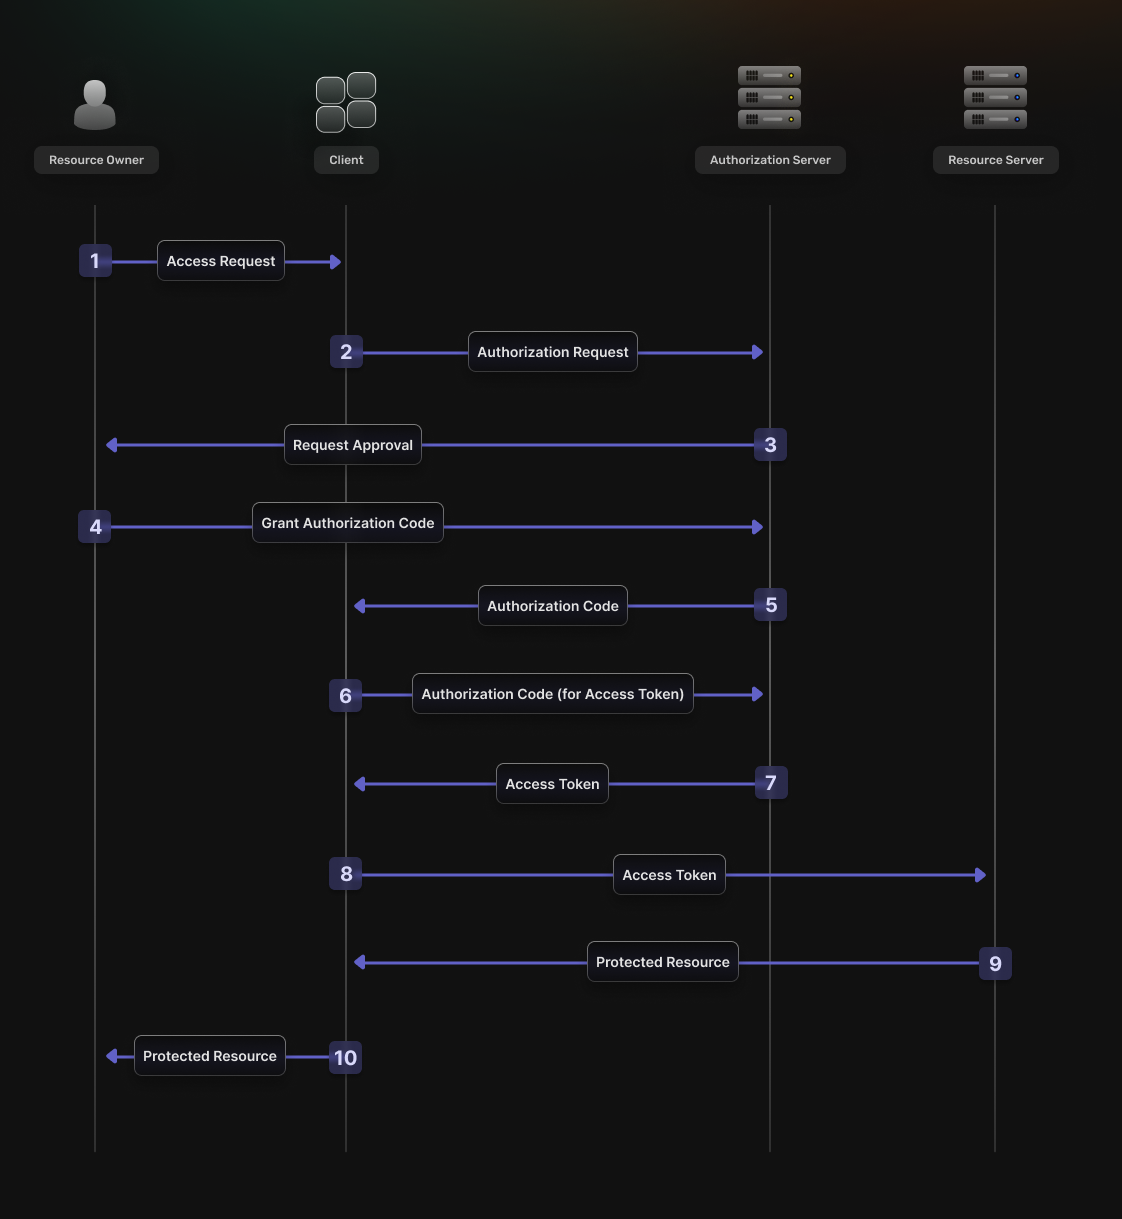 Resource Owner
Client
Authorization Server
Resource Server
1
Access Request
2
Authorization Request
Request Approval
3
4
Grant Authorization Code
Authorization Code
5
6
Authorization Code (for Access Token)
Access Token
7
8
Access Token
Protected Resource
9
Protected Resource
10